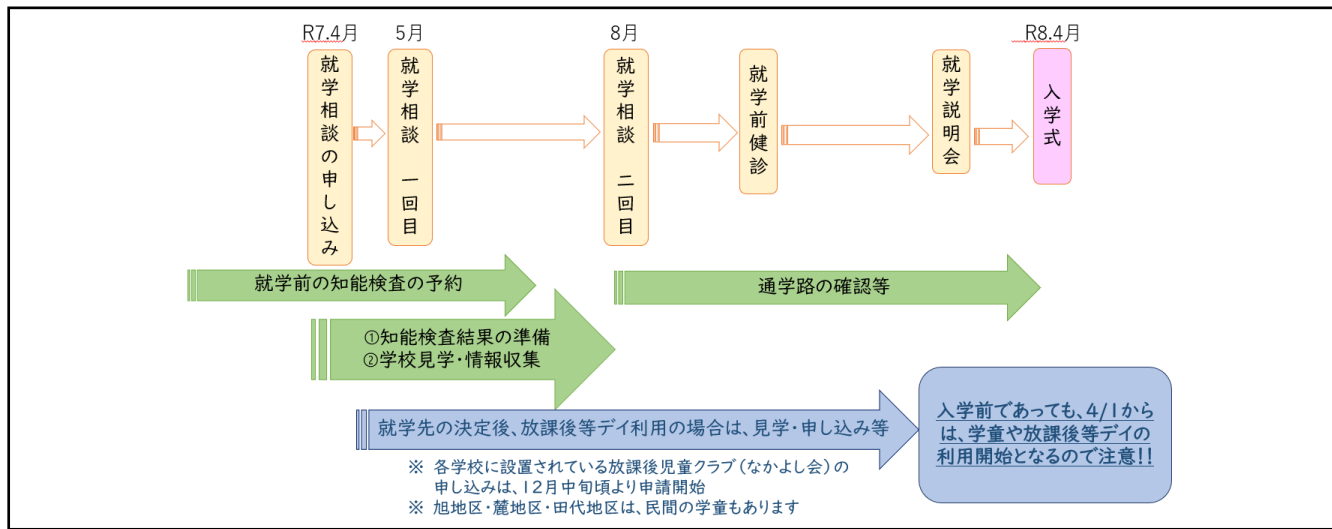 R7.4月
5月
8月
R8.4月
就学相談の申し込み
就学相談 一回目
就学相談 二回目
就学前健診
就学説明会
入学式
就学前の知能検査の予約
通学路の確認等
①知能検査結果の準備
②学校見学・情報収集
就学先の決定後、放課後等デイ利用の場合は、見学・申し込み等
※ 各学校に設置されている放課後児童クラブ(なかよし会)の
申し込みは、12月中旬頃より申請開始
※ 旭地区・麓地区・田代地区は、民間の学童もあります
入学前であっても、4/1から
は、学童や放課後等デイの
利用開始となるので注意!!